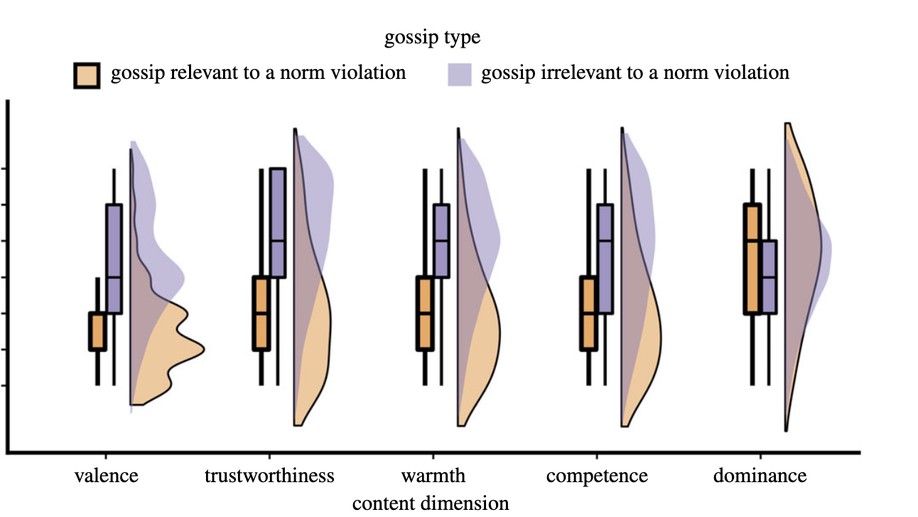 gossip type
gossip relevant to a norm violation gossip irrelevant to a norm violation
valence trustworthiness warmth competence dominance
content dimension